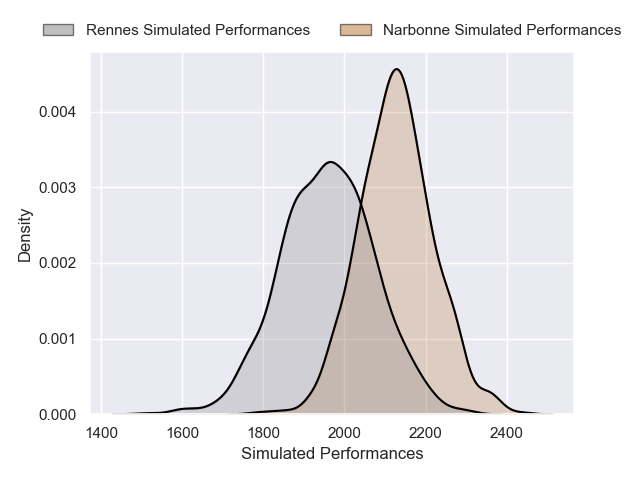 Rennes Simulated Performances Narbonne Simulated Performances
0.004
0.003
0.002
0.001
0.000
Density
1400 1600 1800 2000 2200 2400
Simulated Performances